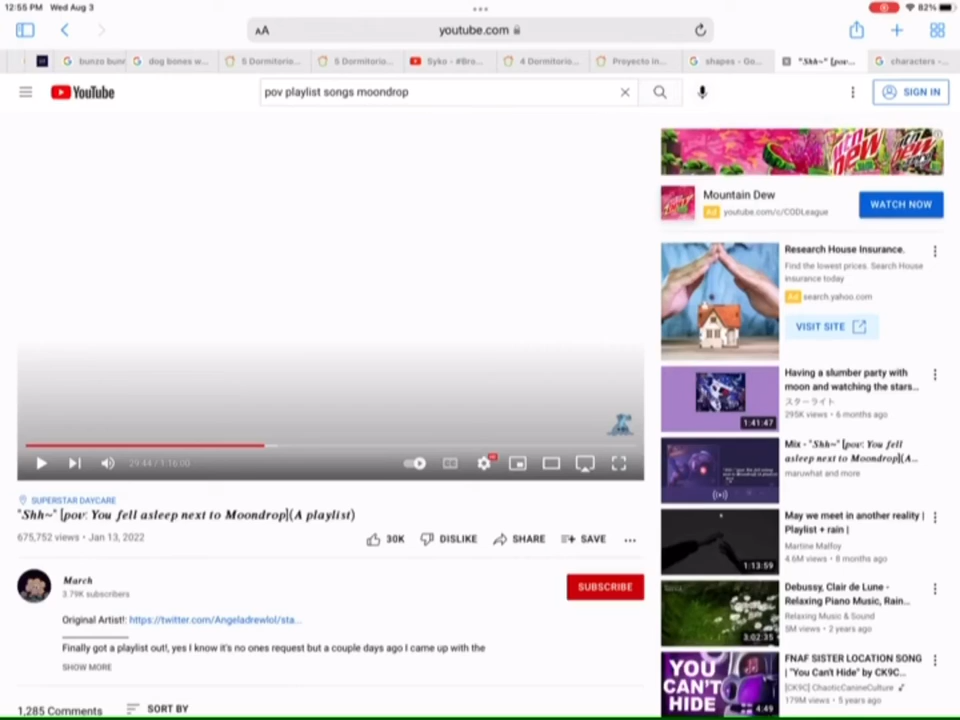 12:55 PM Wed Aug 3
82%
AA
youtube.com
bunzo bunn
dog bones w...
5 Dormitorio...
5 Dormitorio...
Syko - #Bro...
4 Dormitorio...
Proyecto in...
shapes - Go...
"Shh~" [pov:...
characters -...
YouTube
pov playlist songs moondrop
SIGN IN
mtn dew
Mountain Dew
Ad youtube.com/c/CODLeague
WATCH NOW
Research House Insurance.
Find the lowest prices. Search House
insurance today
Ad search.yahoo.com
VISIT SITE
Having a slumber party with
moon and watching the stars...
スターライト
295K views • 6 months ago
1:41:47
Mix - "Shh~" [pov: You fell
asleep next to Moondrop](A...
maruwhat and more
May we meet in another reality |
Playlist + rain |
Martine Malfoy
4.6M views • 8 months ago
1:13:59
Debussy, Clair de Lune -
Relaxing Piano Music, Rain...
Relaxing Music & Sound
5M views • 2 years ago
3:02:35
FNAF SISTER LOCATION SONG
| "You Can't Hide" by CK9C...
[CK9C] ChaoticCanineCulture
179M views • 5 years ago
YOU
CAN'T
HIDE
4:49
29:44 / 1:16:00
SUPERSTAR DAYCARE
"Shh~" [pov: You fell asleep next to Moondrop](A playlist)
675,752 views • Jan 13, 2022
30K
DISLIKE
SHARE
SAVE
March
3.79K subscribers
SUBSCRIBE
Original Artist!: https://twitter.com/Angeladrewlol/sta...
Finally got a playlist out!, yes I know it's no ones request but a couple days ago I came up with the
SHOW MORE
1,285 Comments
SORT BY